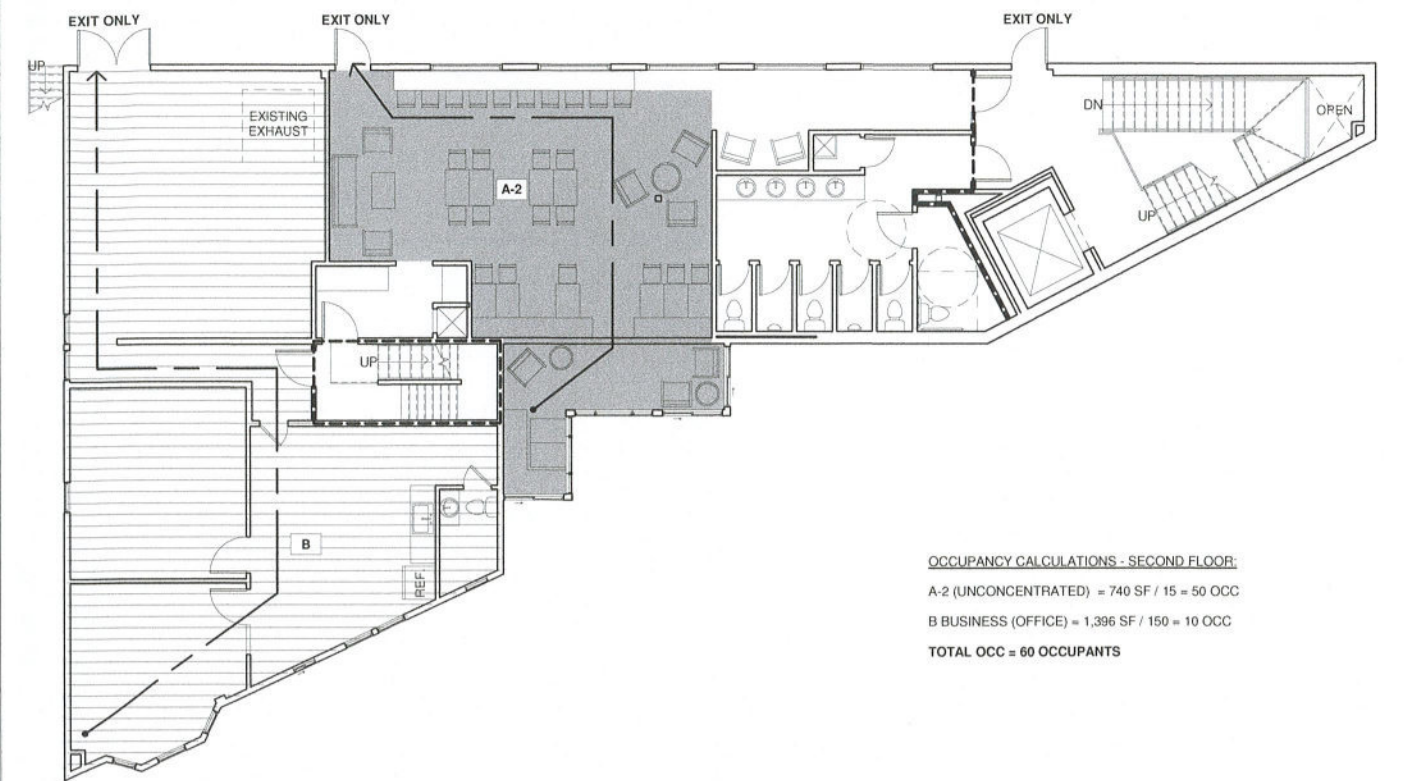 EXIT ONLY
EXIT ONLY
EXIT ONLY
UP
EXISTING
EXHAUST
DN
OPEN
A-2
UP
UP
B
REF.
OCCUPANCY CALCULATIONS - SECOND FLOOR:
A-2 (UNCONCENTRATED) = 740 SF / 15 = 50 OCC
B BUSINESS (OFFICE) = 1,396 SF / 150 = 10 OCC
TOTAL OCC = 60 OCCUPANTS